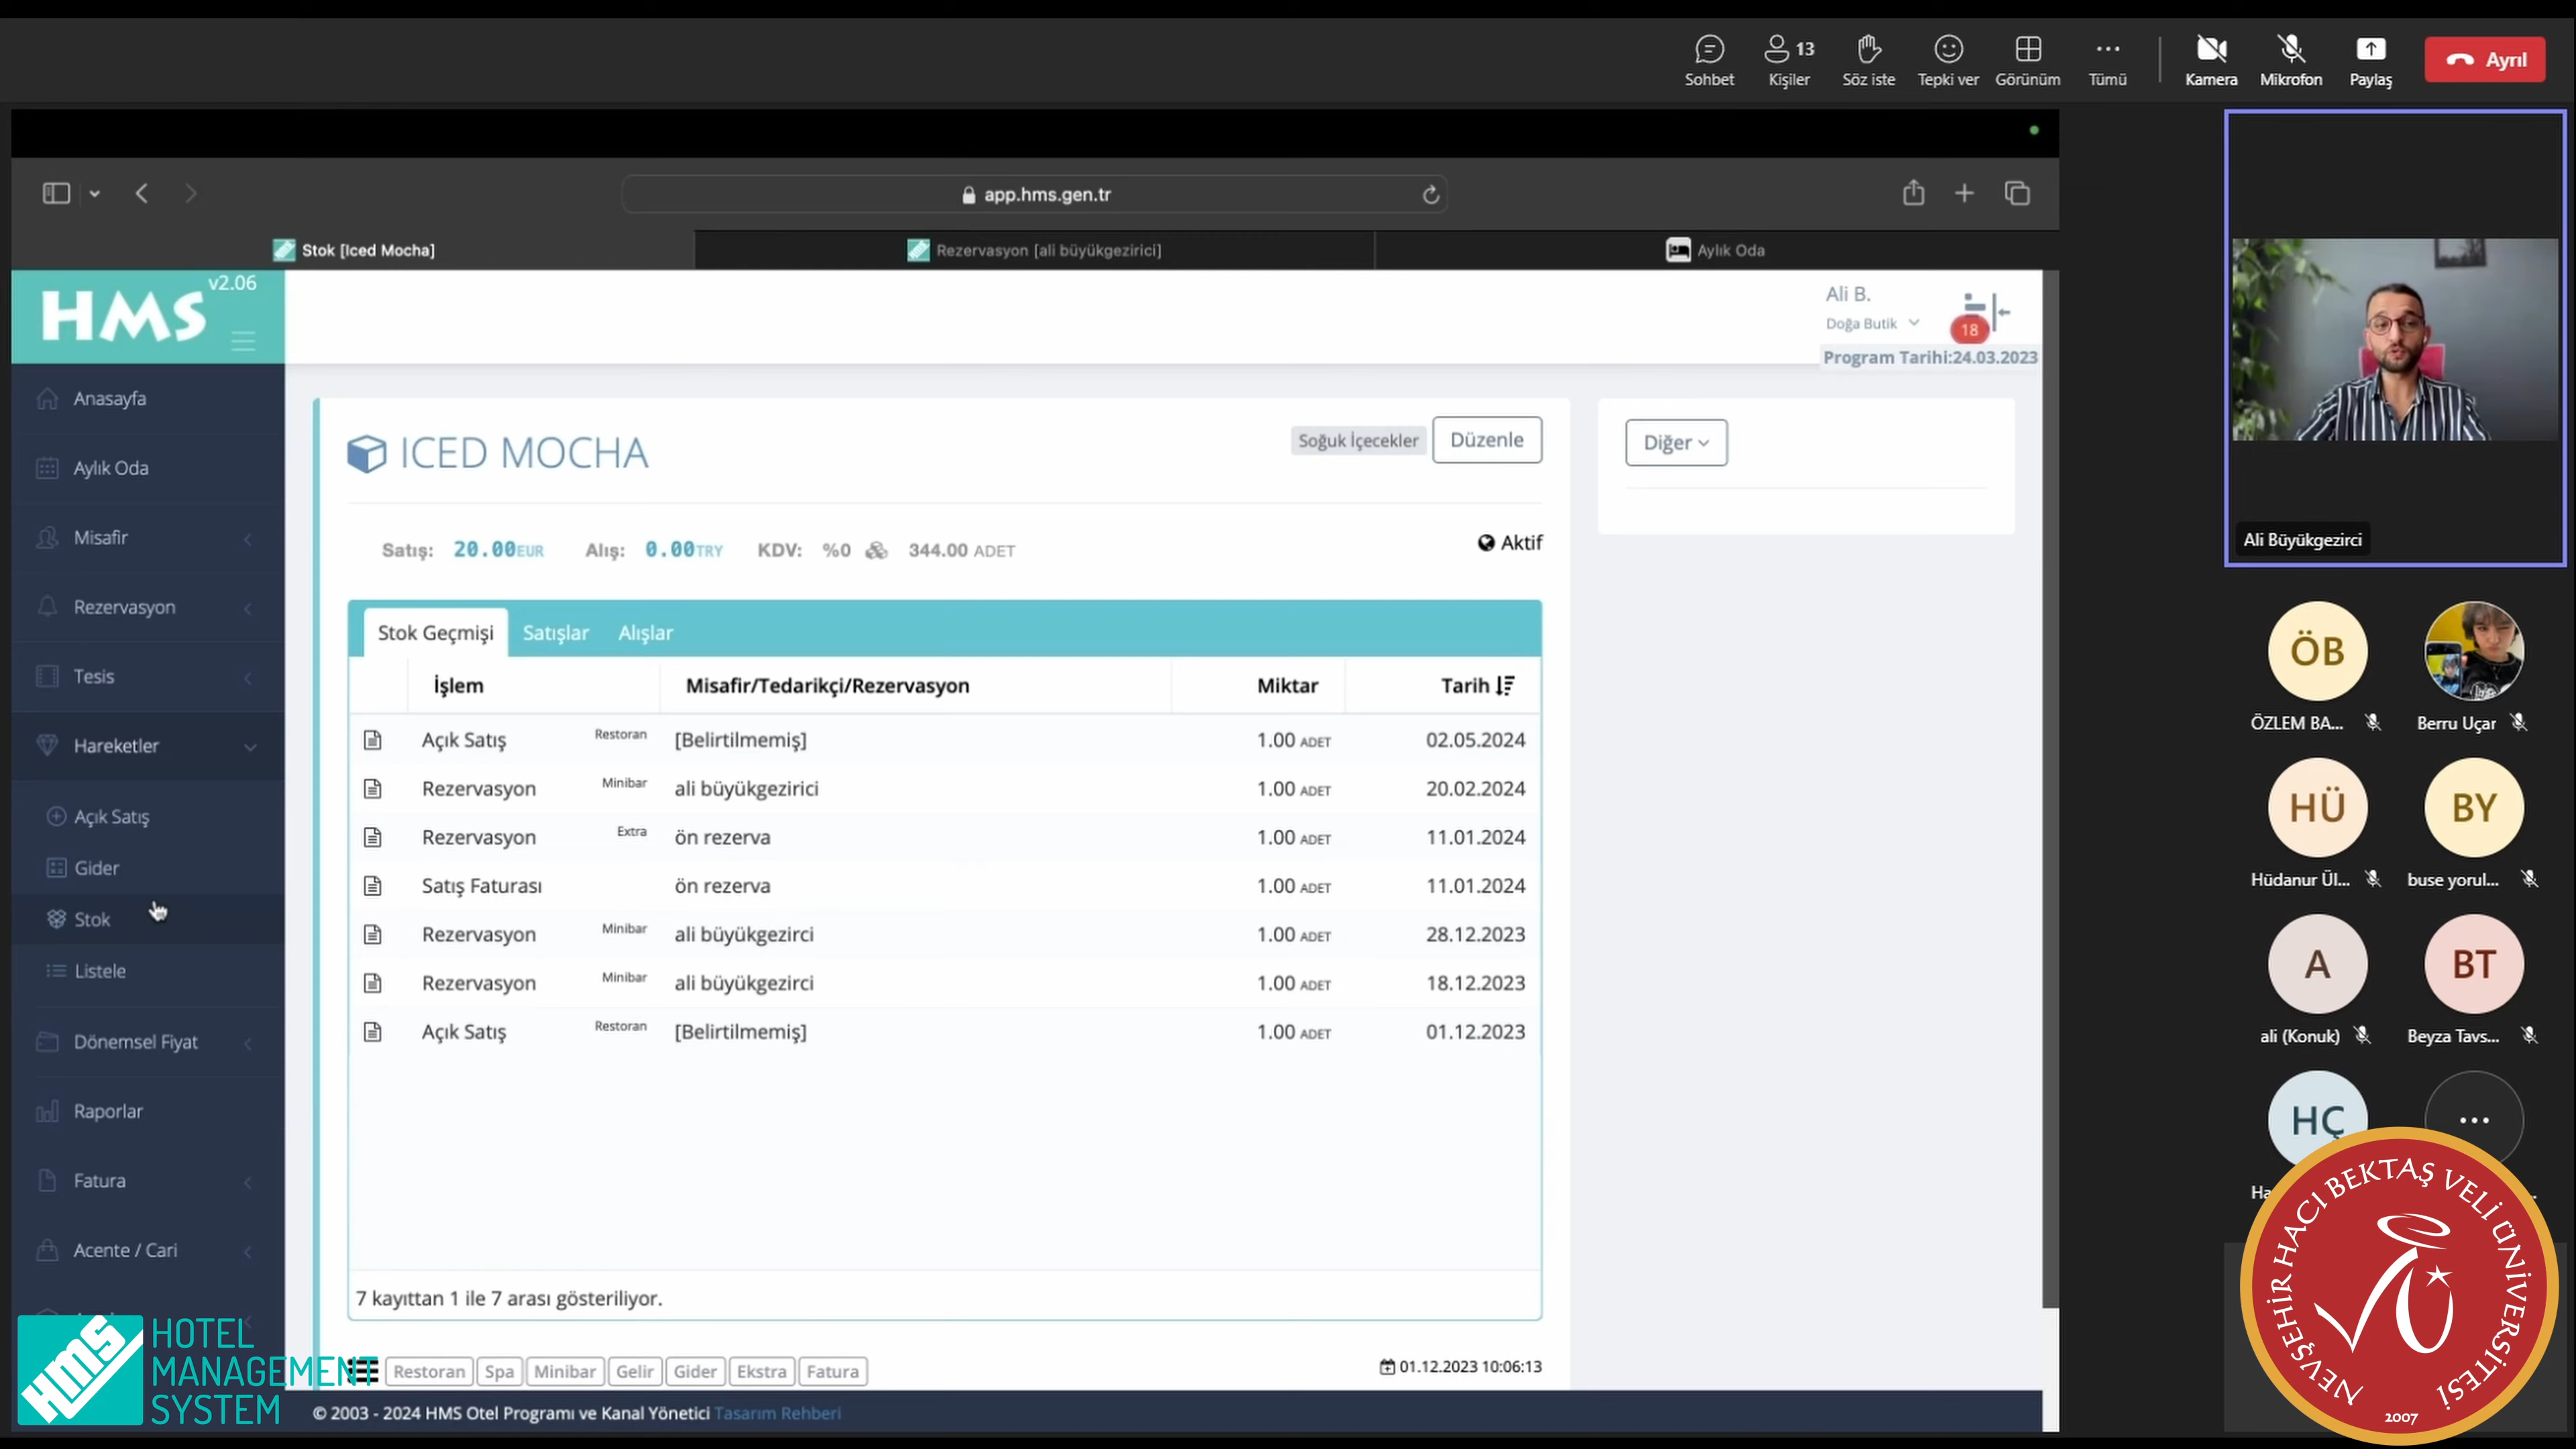 Sohbet
13
Kişiler
Söz iste
Tepki ver
Görünüm
Tümü
Kamera
Mikrofon
Paylaş
Ayrıl
app.hms.gen.tr
Stok [Iced Mocha]
Rezervasyon [ali büyükgezirici]
Aylık Oda
HMS
v2.06
Ali B.
Doğa Butik
18
Program Tarihi:24.03.2023
Anasayfa
Aylık Oda
Misafir
Rezervasyon
Tesis
Hareketler
Açık Satış
Gider
Stok
Listele
Dönemsel Fiyat
Raporlar
Fatura
Acente / Cari
ICED MOCHA
Soğuk İçecekler
Düzenle
Diğer
Satış: 20.00EUR Alış: 0.00TRY KDV: %0 344.00 ADET
Aktif
Stok Geçmişi Satışlar Alışlar
İşlem Misafir/Tedarikçi/Rezervasyon Miktar Tarih
Açık Satış Restoran [Belirtilmemiş] 1.00 ADET 02.05.2024
Rezervasyon Minibar ali büyükgezirici 1.00 ADET 20.02.2024
Rezervasyon Extra ön rezerva 1.00 ADET 11.01.2024
Satış Faturası ön rezerva 1.00 ADET 11.01.2024
Rezervasyon Minibar ali büyükgezirci 1.00 ADET 28.12.2023
Rezervasyon Minibar ali büyükgezirci 1.00 ADET 18.12.2023
Açık Satış Restoran [Belirtilmemiş] 1.00 ADET 01.12.2023
7 kayıttan 1 ile 7 arası gösteriliyor.
Restoran Spa Minibar Gelir Gider Ekstra Fatura
01.12.2023 10:06:13
© 2003 - 2024 HMS Otel Programı ve Kanal Yönetici Tasarım Rehberi
HMS
HOTEL
MANAGEMENT
SYSTEM
Ali Büyükgezirci
ÖB
ÖZLEM BA...
Berru Uçar
HÜ
Hüdanur Ül...
BY
buse yorul...
A
ali (Konuk)
BT
Beyza Tavs...
HÇ
NEVŞEHİR HACI BEKTAŞ VELİ ÜNİVERSİTESİ
2007